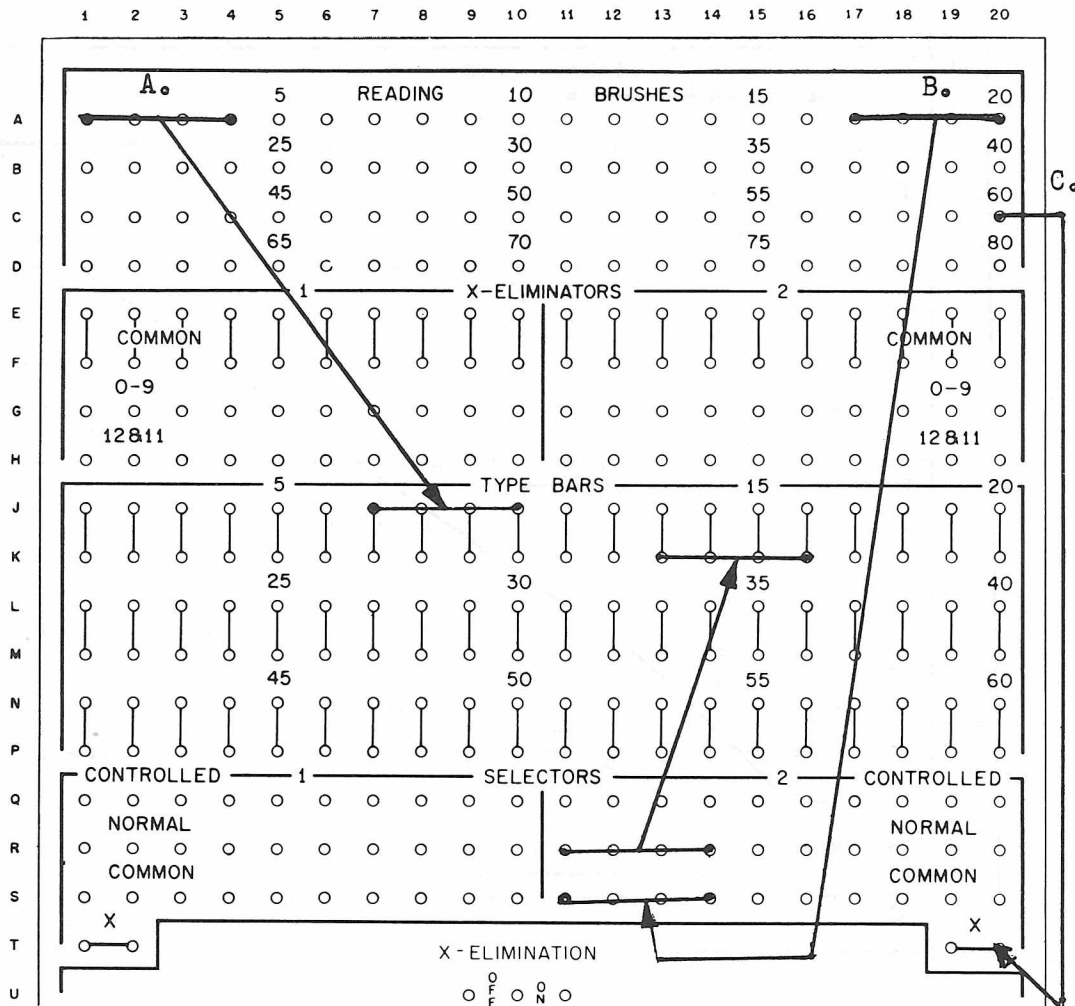 1 2 3 4 5 6 7 8 9 10 11 12 13 14 15 16 17 18 19 20
A. 5 READING 10 BRUSHES 15 B. 20
A
25 30 35 40
B
45 50 55 60 C.
C
65 70 75 80
D
1 X-ELIMINATORS 2
E
COMMON COMMON
F
0-9 0-9
G
12&11 12&11
H
5 TYPE BARS 15 20
J
K
25 30 35 40
L
M
45 50 55 60
N
P
CONTROLLED 1 SELECTORS 2 CONTROLLED
Q
NORMAL NORMAL
R
COMMON COMMON
S
X X
T
X-ELIMINATION
U OFF ON